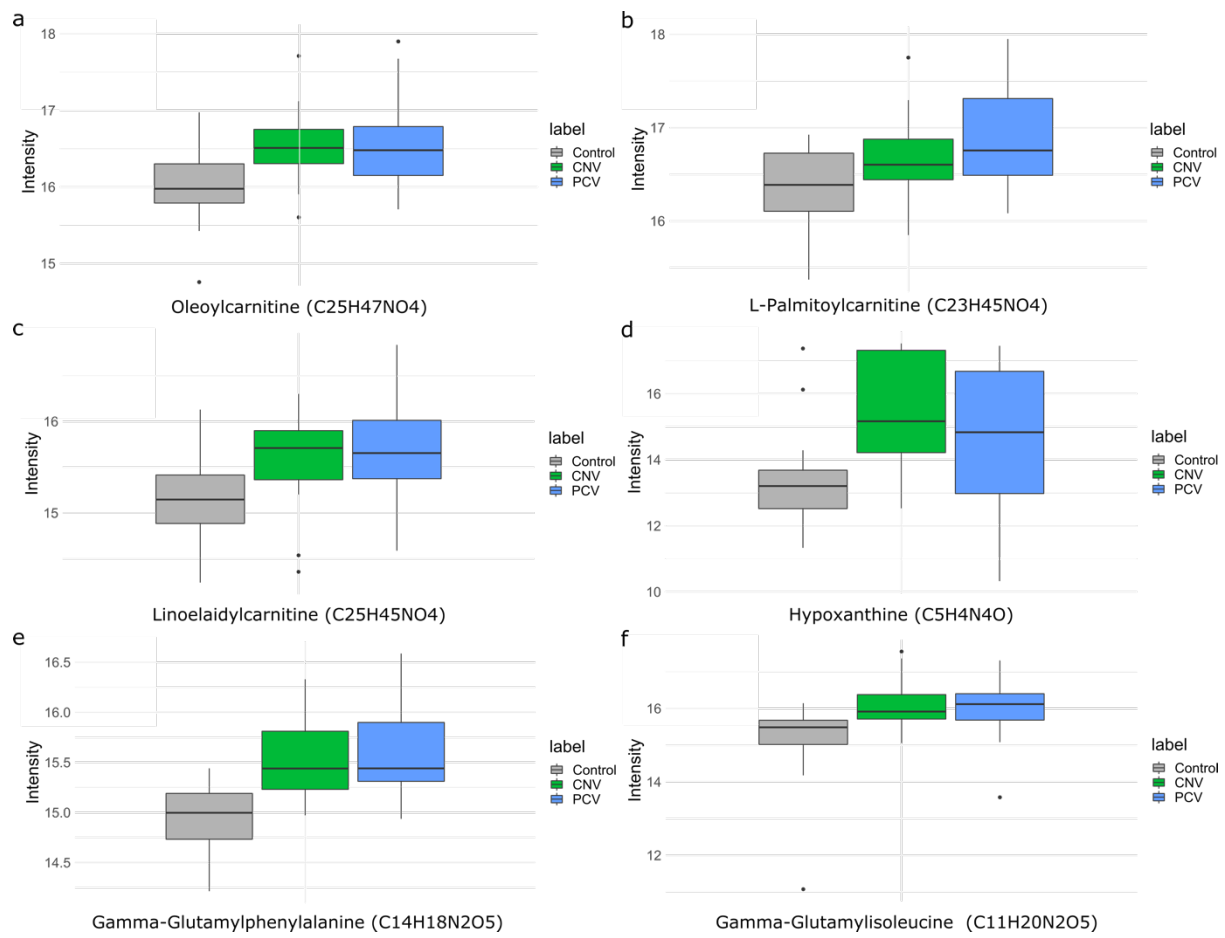 a
18
17
16
15
Intensity
label
Control
CNV
PCV
Oleoylcarnitine (C25H47NO4)
b
18
17
16
Intensity
label
Control
CNV
PCV
L-Palmitoylcarnitine (C23H45NO4)
c
16
15
Intensity
label
Control
CNV
PCV
Linoelaidylcarnitine (C25H45NO4)
d
16
14
12
10
Intensity
label
Control
CNV
PCV
Hypoxanthine (C5H4N4O)
e
16.5
16.0
15.5
15.0
14.5
Intensity
label
Control
CNV
PCV
Gamma-Glutamylphenylalanine (C14H18N2O5)
f
16
14
12
Intensity
label
Control
CNV
PCV
Gamma-Glutamylisoleucine (C11H20N2O5)